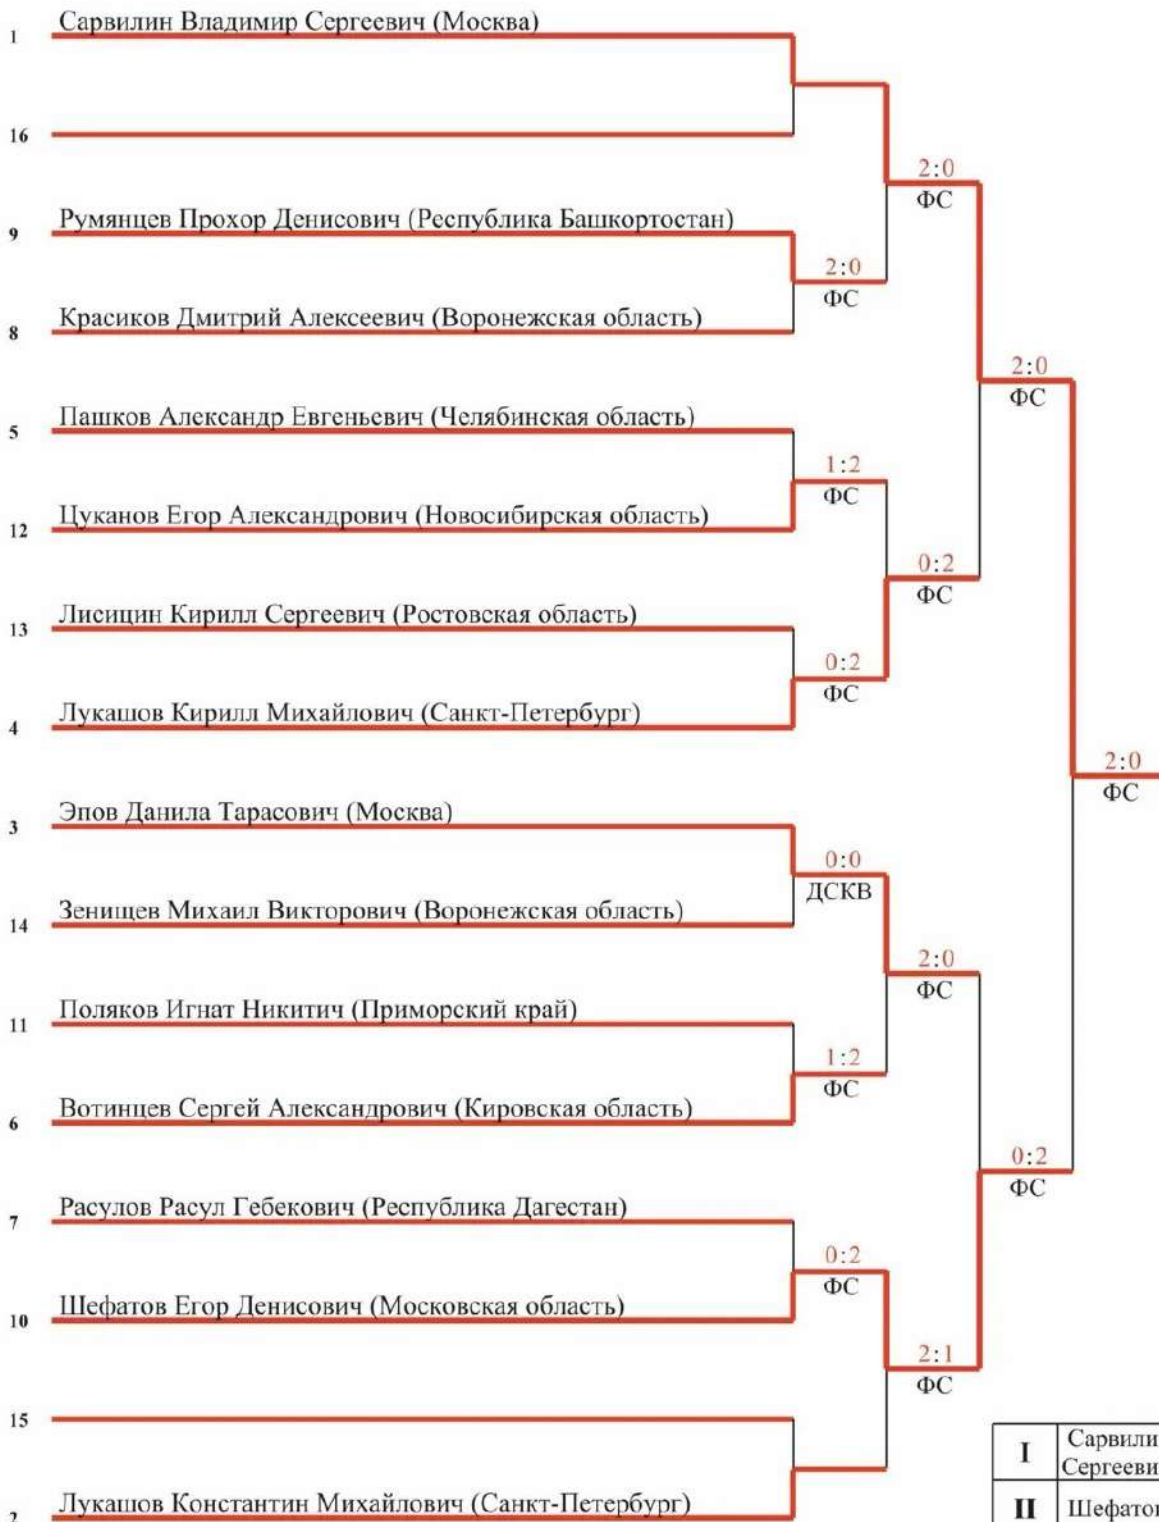 1 Сарвилин Владимир Сергеевич (Москва)
16
2:0
ФС
9 Румянцев Прохор Денисович (Республика Башкортостан)
2:0
ФС
8 Красиков Дмитрий Алексеевич (Воронежская область)
2:0
ФС
5 Пашков Александр Евгеньевич (Челябинская область)
1:2
ФС
12 Цуканов Егор Александрович (Новосибирская область)
0:2
ФС
13 Лисицин Кирилл Сергеевич (Ростовская область)
0:2
ФС
4 Лукашов Кирилл Михайлович (Санкт-Петербург)
2:0
ФС
3 Эпов Данила Тарасович (Москва)
0:0
ДСКВ
14 Зенищев Михаил Викторович (Воронежская область)
2:0
ФС
11 Поляков Игнат Никитич (Приморский край)
1:2
ФС
6 Вотинцев Сергей Александрович (Кировская область)
0:2
ФС
7 Расулов Расул Гебекович (Республика Дагестан)
0:2
ФС
10 Шефатов Егор Денисович (Московская область)
2:1
ФС
15
I Сарвили
Сергееви
2 Лукашов Константин Михайлович (Санкт-Петербург)
II Шефатов